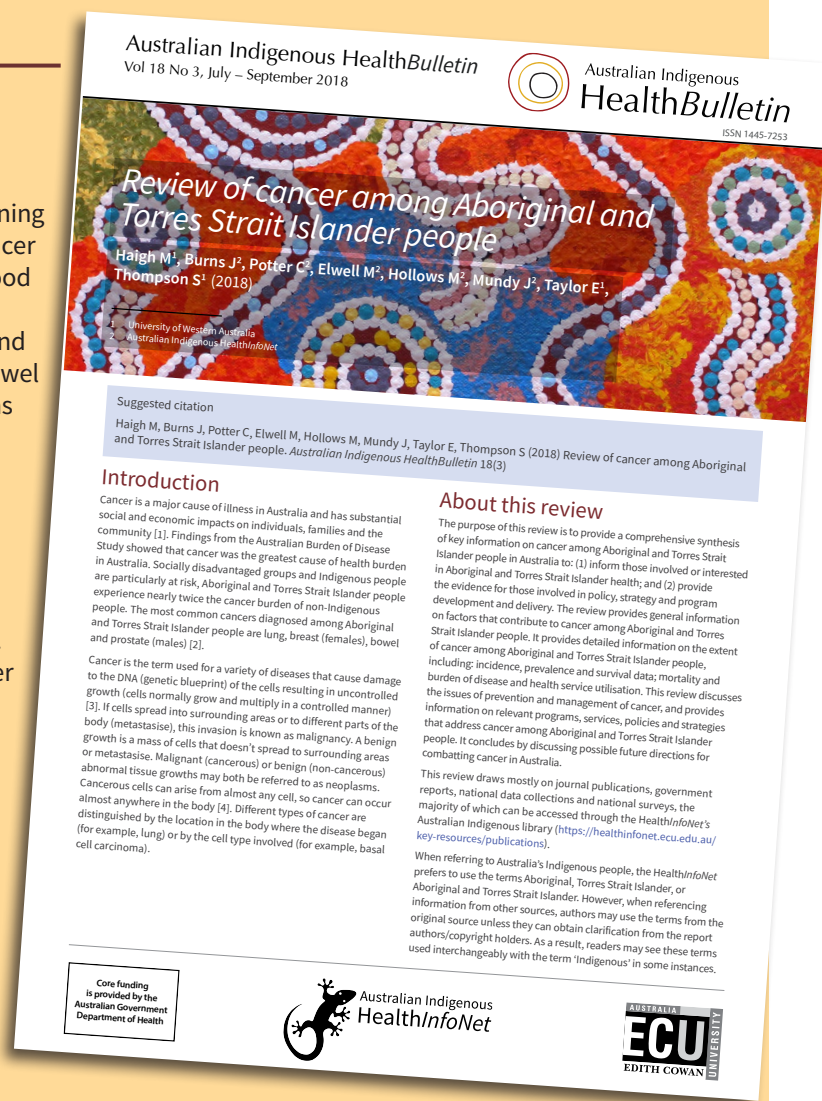 ning
cer
ood
nd
wel
ns
er
Australian Indigenous HealthBulletin
Vol 18 No 3, July – September 2018
Australian Indigenous
HealthBulletin
ISSN 1445-7253
Review of cancer among Aboriginal and
Torres Strait Islander people
Haigh M¹, Burns J², Potter C², Elwell M², Hollows M², Mundy J², Taylor E¹,
Thompson S¹ (2018)
1. University of Western Australia
2. Australian Indigenous HealthInfoNet
Suggested citation
Haigh M, Burns J, Potter C, Elwell M, Hollows M, Mundy J, Taylor E, Thompson S (2018) Review of cancer among Aboriginal
and Torres Strait Islander people. Australian Indigenous HealthBulletin 18(3)
Introduction
Cancer is a major cause of illness in Australia and has substantial
social and economic impacts on individuals, families and the
community [1]. Findings from the Australian Burden of Disease
Study showed that cancer was the greatest cause of health burden
in Australia. Socially disadvantaged groups and Indigenous people
are particularly at risk, Aboriginal and Torres Strait Islander people
experience nearly twice the cancer burden of non-Indigenous
people. The most common cancers diagnosed among Aboriginal
and Torres Strait Islander people are lung, breast (females), bowel
and prostate (males) [2].
Cancer is the term used for a variety of diseases that cause damage
to the DNA (genetic blueprint) of the cells resulting in uncontrolled
growth (cells normally grow and multiply in a controlled manner)
[3]. If cells spread into surrounding areas or to different parts of the
body (metastasise), this invasion is known as malignancy. A benign
growth is a mass of cells that doesn't spread to surrounding areas
or metastasise. Malignant (cancerous) or benign (non-cancerous)
abnormal tissue growths may both be referred to as neoplasms.
Cancerous cells can arise from almost any cell, so cancer can occur
almost anywhere in the body [4]. Different types of cancer are
distinguished by the location in the body where the disease began
(for example, lung) or by the cell type involved (for example, basal
cell carcinoma).
About this review
The purpose of this review is to provide a comprehensive synthesis
of key information on cancer among Aboriginal and Torres Strait
Islander people in Australia to: (1) inform those involved or interested
in Aboriginal and Torres Strait Islander health; and (2) provide
the evidence for those involved in policy, strategy and program
development and delivery. The review provides general information
on factors that contribute to cancer among Aboriginal and Torres
Strait Islander people. It provides detailed information on the extent
of cancer among Aboriginal and Torres Strait Islander people,
including: incidence, prevalence and survival data; mortality and
burden of disease and health service utilisation. This review discusses
the issues of prevention and management of cancer, and provides
information on relevant programs, services, policies and strategies
that address cancer among Aboriginal and Torres Strait Islander
people. It concludes by discussing possible future directions for
combatting cancer in Australia.
This review draws mostly on journal publications, government
reports, national data collections and national surveys, the
majority of which can be accessed through the HealthInfoNet's
Australian Indigenous library (https://healthinfonet.ecu.edu.au/
key-resources/publications).
When referring to Australia's Indigenous people, the HealthInfoNet
prefers to use the terms Aboriginal, Torres Strait Islander, or
Aboriginal and Torres Strait Islander. However, when referencing
information from other sources, authors may use the terms from the
original source unless they can obtain clarification from the report
authors/copyright holders. As a result, readers may see these terms
used interchangeably with the term 'Indigenous' in some instances.
Core funding
is provided by the
Australian Government
Department of Health
Australian Indigenous
HealthInfoNet
AUSTRALIA
ECU
EDITH COWAN
UNIVERSITY